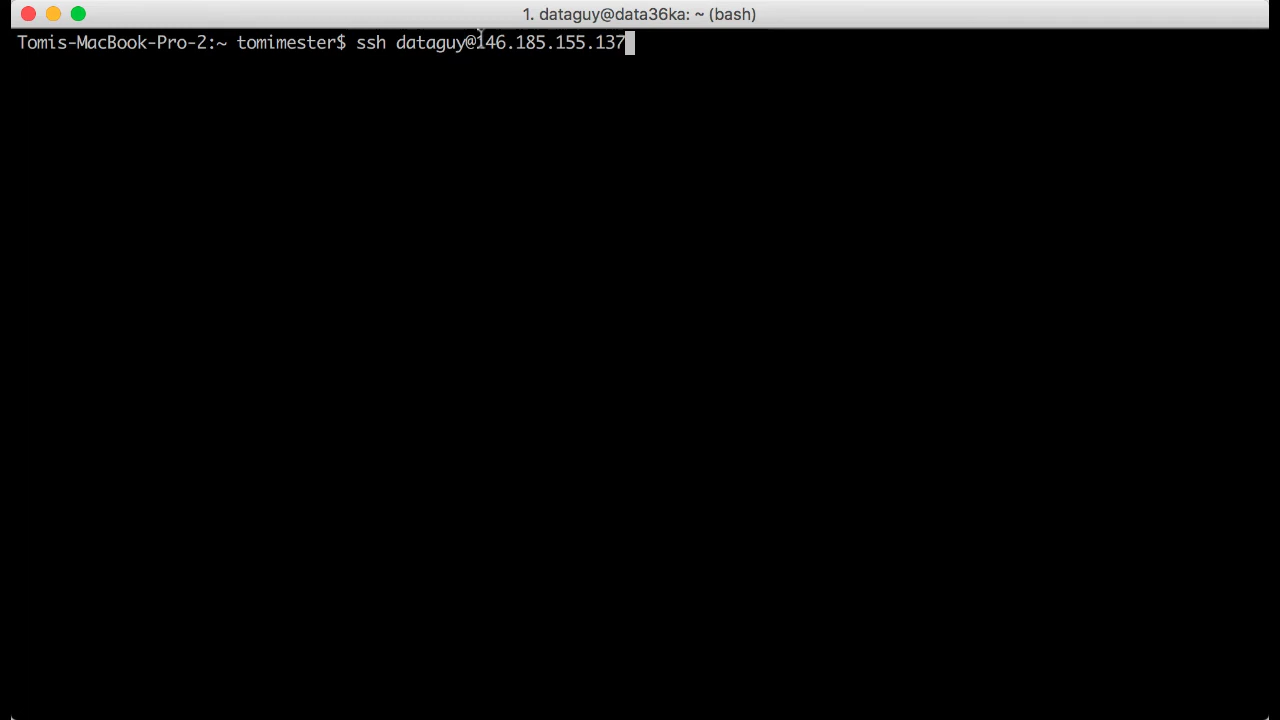 1. dataguy@data36ka: ~ (bash)
Tomis-MacBook-Pro-2:~ tomimester$ ssh dataguy@146.185.155.137